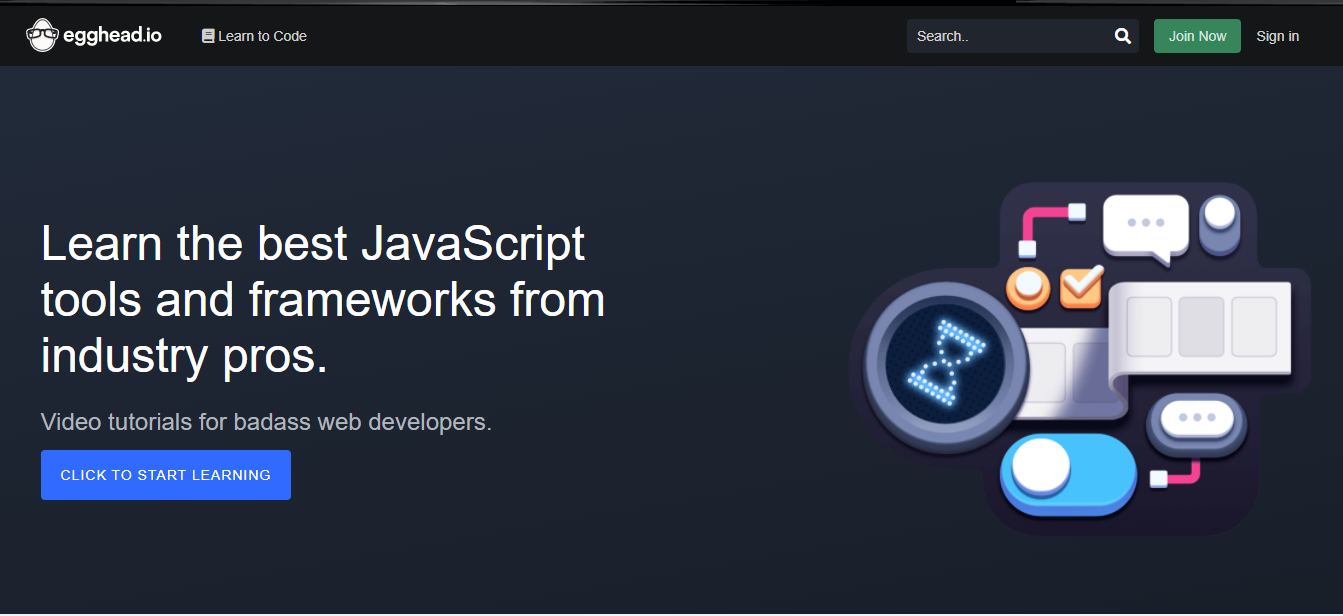 egghead.io
Learn to Code
Search..
Join Now
Sign in
Learn the best JavaScript
tools and frameworks from
industry pros.
Video tutorials for badass web developers.
CLICK TO START LEARNING